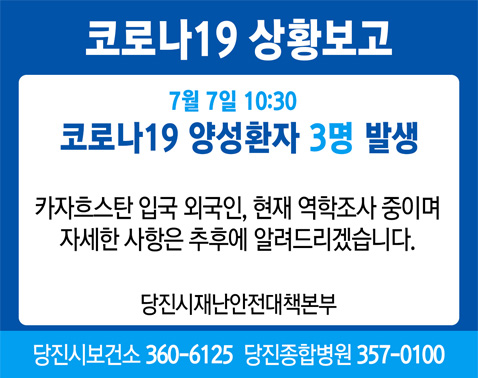 코로나19 상황보고
7월 7일 10:30
코로나19 양성환자 3명 발생
카자흐스탄 입국 외국인, 현재 역학조사 중이며
자세한 사항은 추후에 알려드리겠습니다.
당진시재난안전대책본부
당진시보건소 360-6125 당진종합병원 357-0100